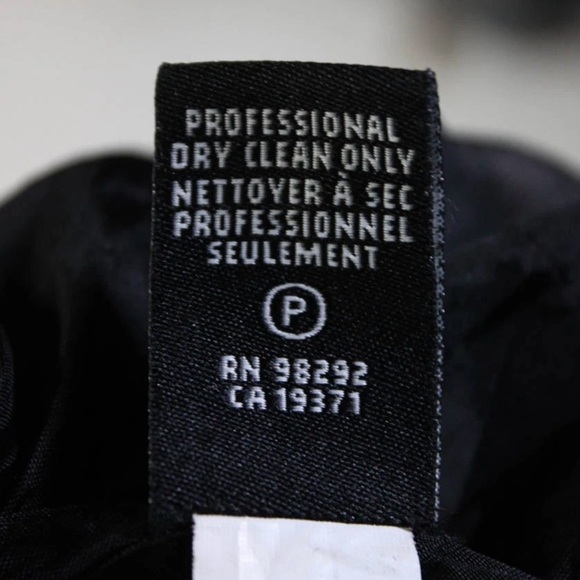 PROFESSIONAL
DRY CLEAN ONLY
NETTOYER À SEC
PROFESSIONNEL
SEULEMENT
P
RN 98292
CA 19371